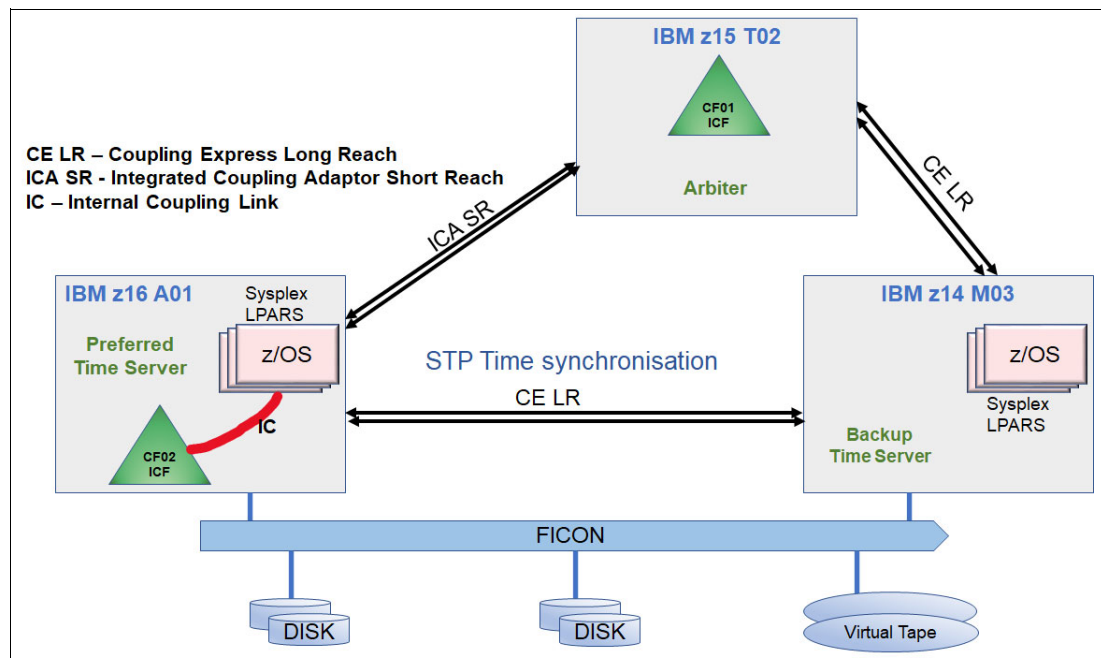 IBM z15 T02
CF01
ICF
Arbiter
CE LR – Coupling Express Long Reach
ICA SR - Integrated Coupling Adaptor Short Reach
IC – Internal Coupling Link
ICA SR
CE LR
IBM z16 A01
Sysplex
LPARS
Preferred
Time Server
z/OS
IC
CF02
ICF
STP Time synchronisation
CE LR
IBM z14 M03
z/OS
Sysplex
LPARS
Backup
Time Server
FICON
DISK
DISK
Virtual Tape